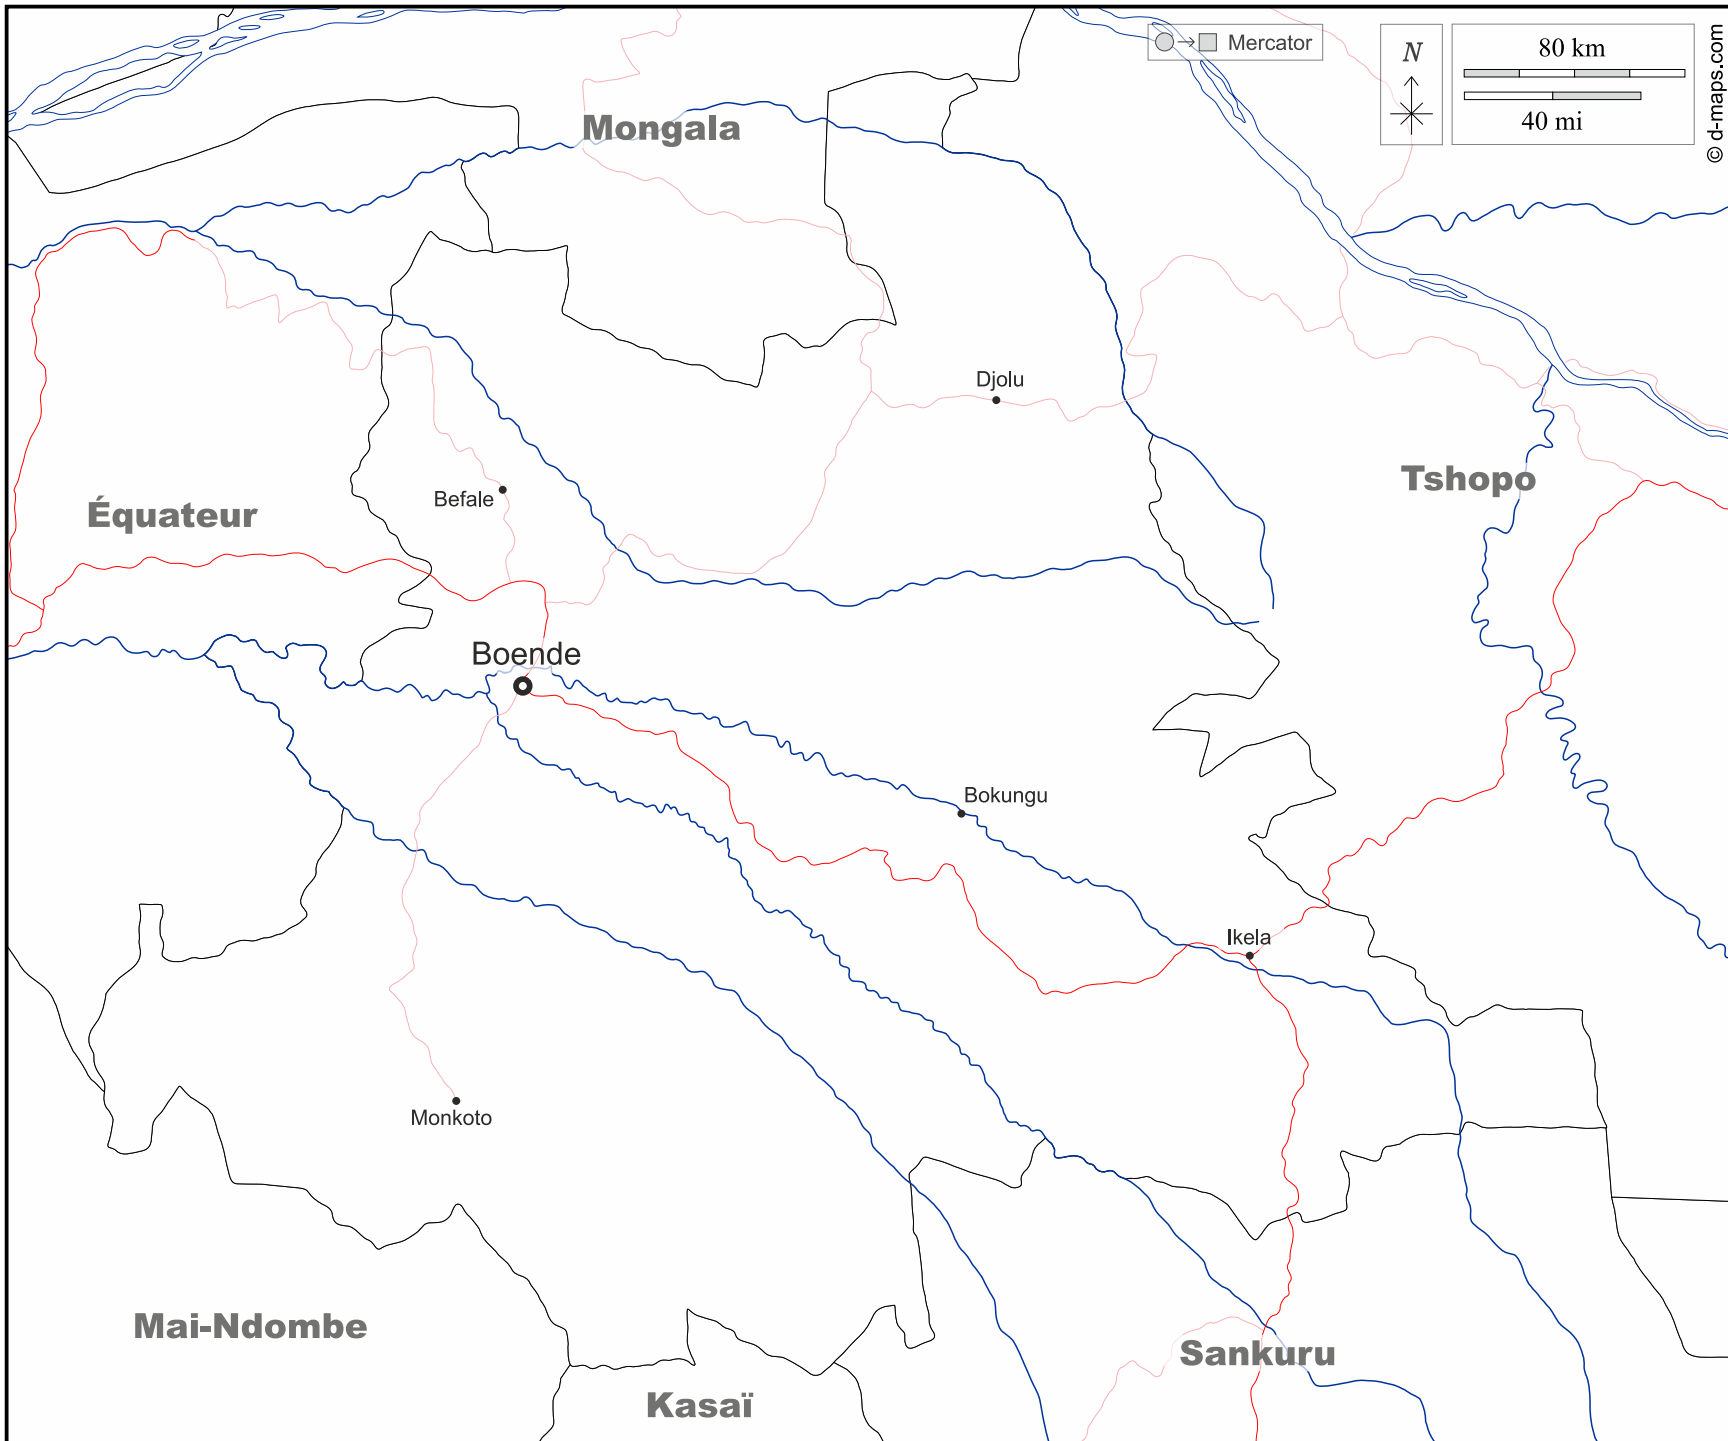 Mercator
N
80 km
40 mi
© d-maps.com
Mongala
Djolu
Tshopo
Befale
Équateur
Boende
Bokungu
Ikela
Monkoto
Mai-Ndombe
Sankuru
Kasaï